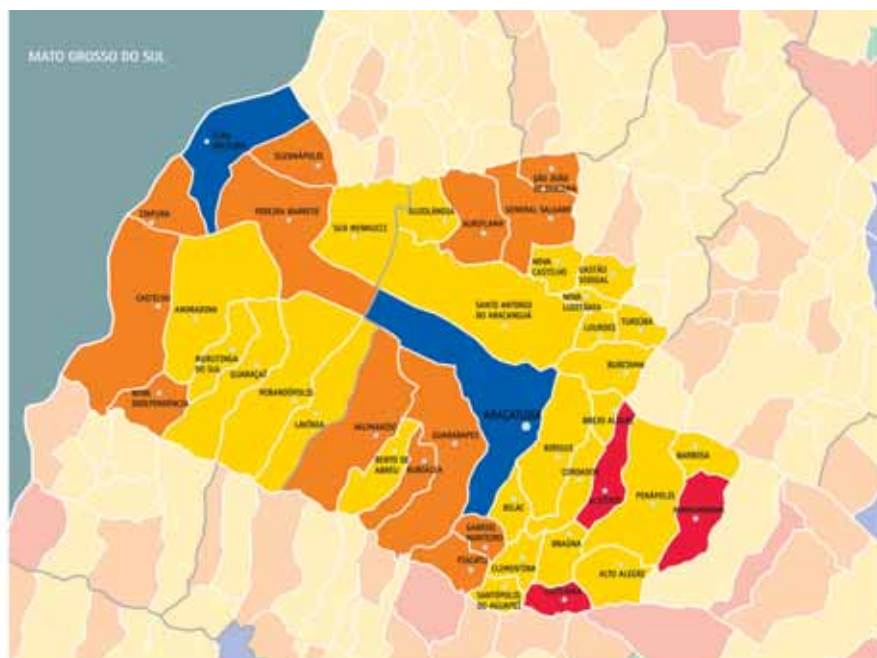 MATO GROSSO DO SUL
ILHA SOLTEIRA
SUZANÁPOLIS
ITAPURA
PEREIRA BARRETO
SUD MENNUCCI
GUZOLÂNDIA
AURIFLAMA
SÃO JOÃO
GENERAL SALGADO
NOVA
CASTILHO
GASTÃO
VIDIGAL
CASTILHO
ANDRADINA
SANTO ANTONIO
DO ARACANGUÁ
NOVA
LUZITÂNIA
LOURDES
TURIÚBA
BURITAMA
MURUTINGA
DO SUL
GUARAÇAÍ
NOVA
INDEPENDÊNCIA
MIRANDÓPOLIS
LAVÍNIA
VALPARAÍSO
GUARARAPES
ARAÇATUBA
BREJO ALEGRE
BENTO DE
ABREU
RUBIÁCEA
BIRIGUI
COROADOS
BARBOSA
GLICÉRIO
PENÁPOLIS
AVANHANDAVA
BILAC
GABRIEL
MONTEIRO
BRAÚNA
PIACATU
CLEMENTINA
ALTO ALEGRE
SANTÓPOLIS
DO AGUAPEÍ